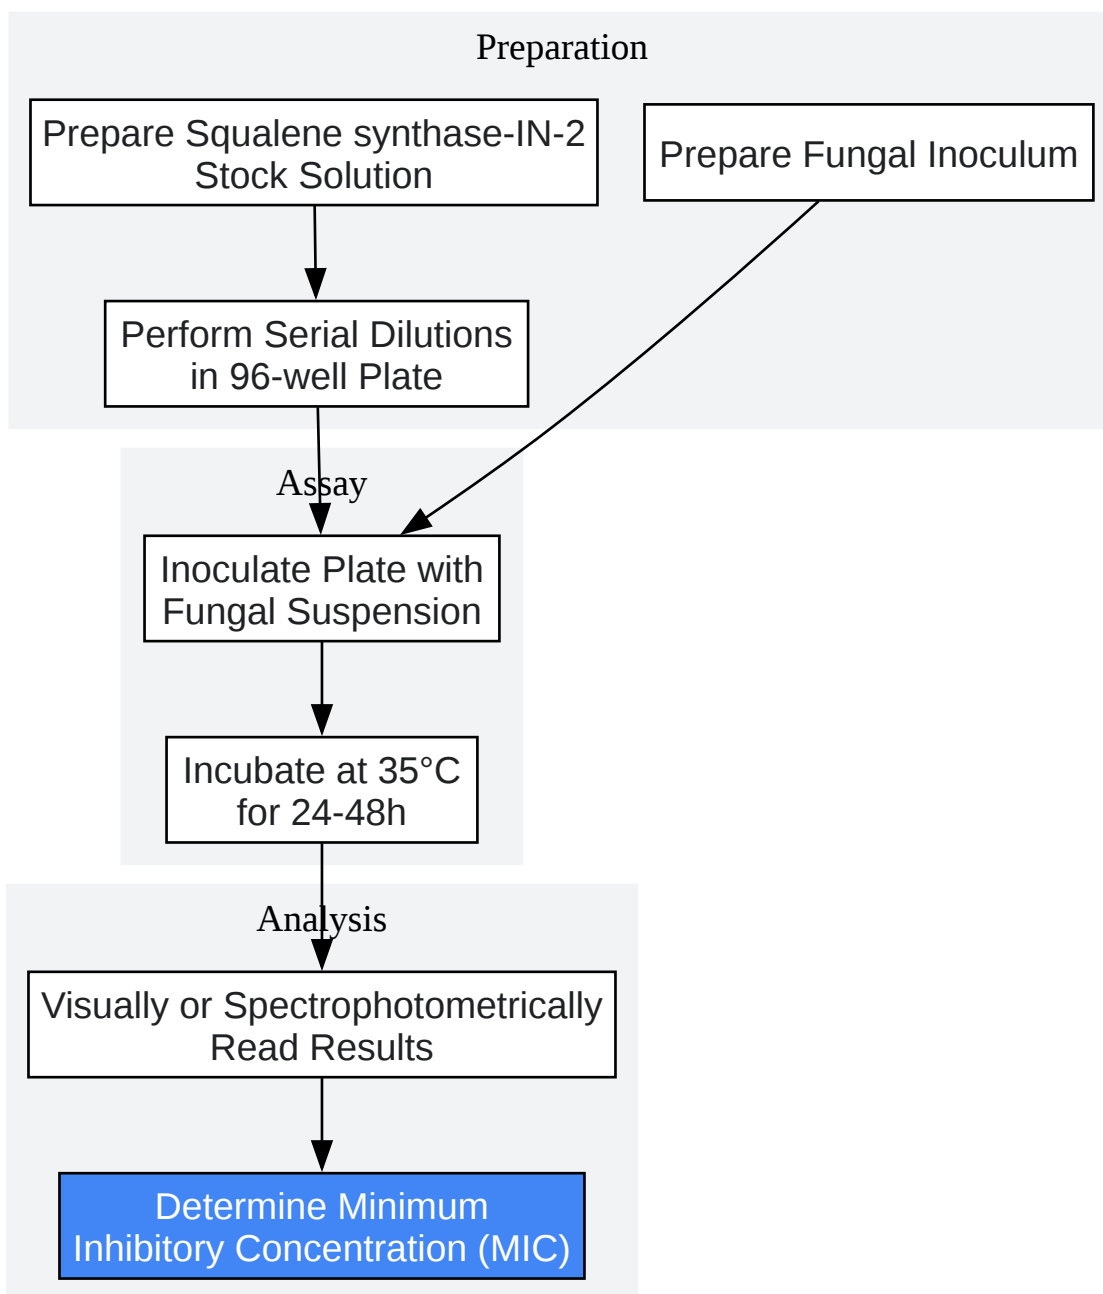 Preparation
Prepare Squalene synthase-IN-2
Stock Solution
Prepare Fungal Inoculum
Perform Serial Dilutions
in 96-well Plate
Assay
Inoculate Plate with
Fungal Suspension
Incubate at 35°C
for 24-48h
Analysis
Visually or Spectrophotometrically
Read Results
Determine Minimum
Inhibitory Concentration (MIC)